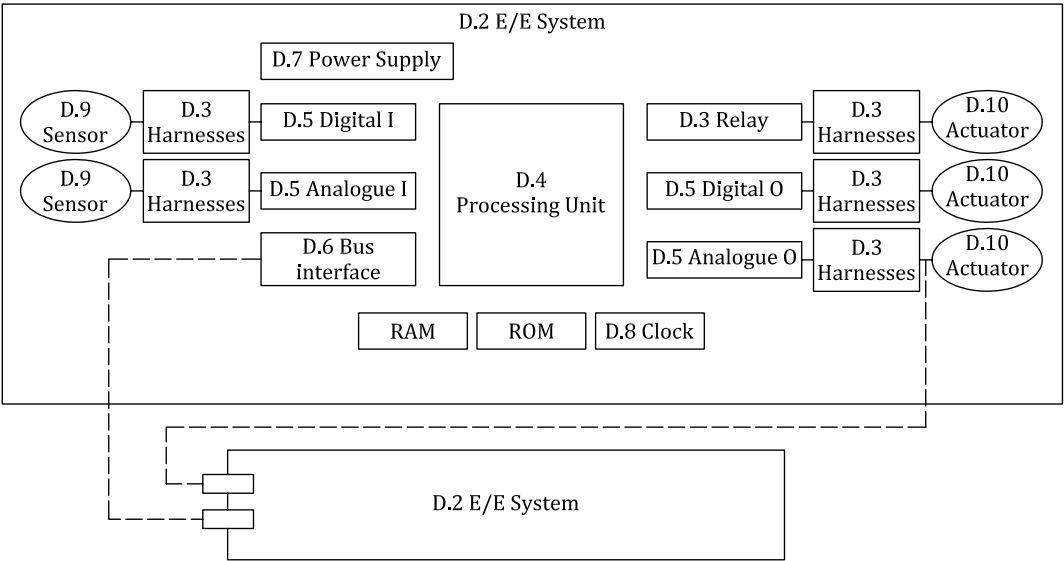 D.2 E/E System
D.7 Power Supply
D.9
Sensor
D.3
Harnesses
D.5 Digital I
D.9
Sensor
D.3
Harnesses
D.5 Analogue I
D.6 Bus
interface
D.4
Processing Unit
D.3 Relay
D.3
Harnesses
D.10
Actuator
D.5 Digital O
D.3
Harnesses
D.10
Actuator
D.5 Analogue O
D.3
Harnesses
D.10
Actuator
RAM
ROM
D.8 Clock
D.2 E/E System